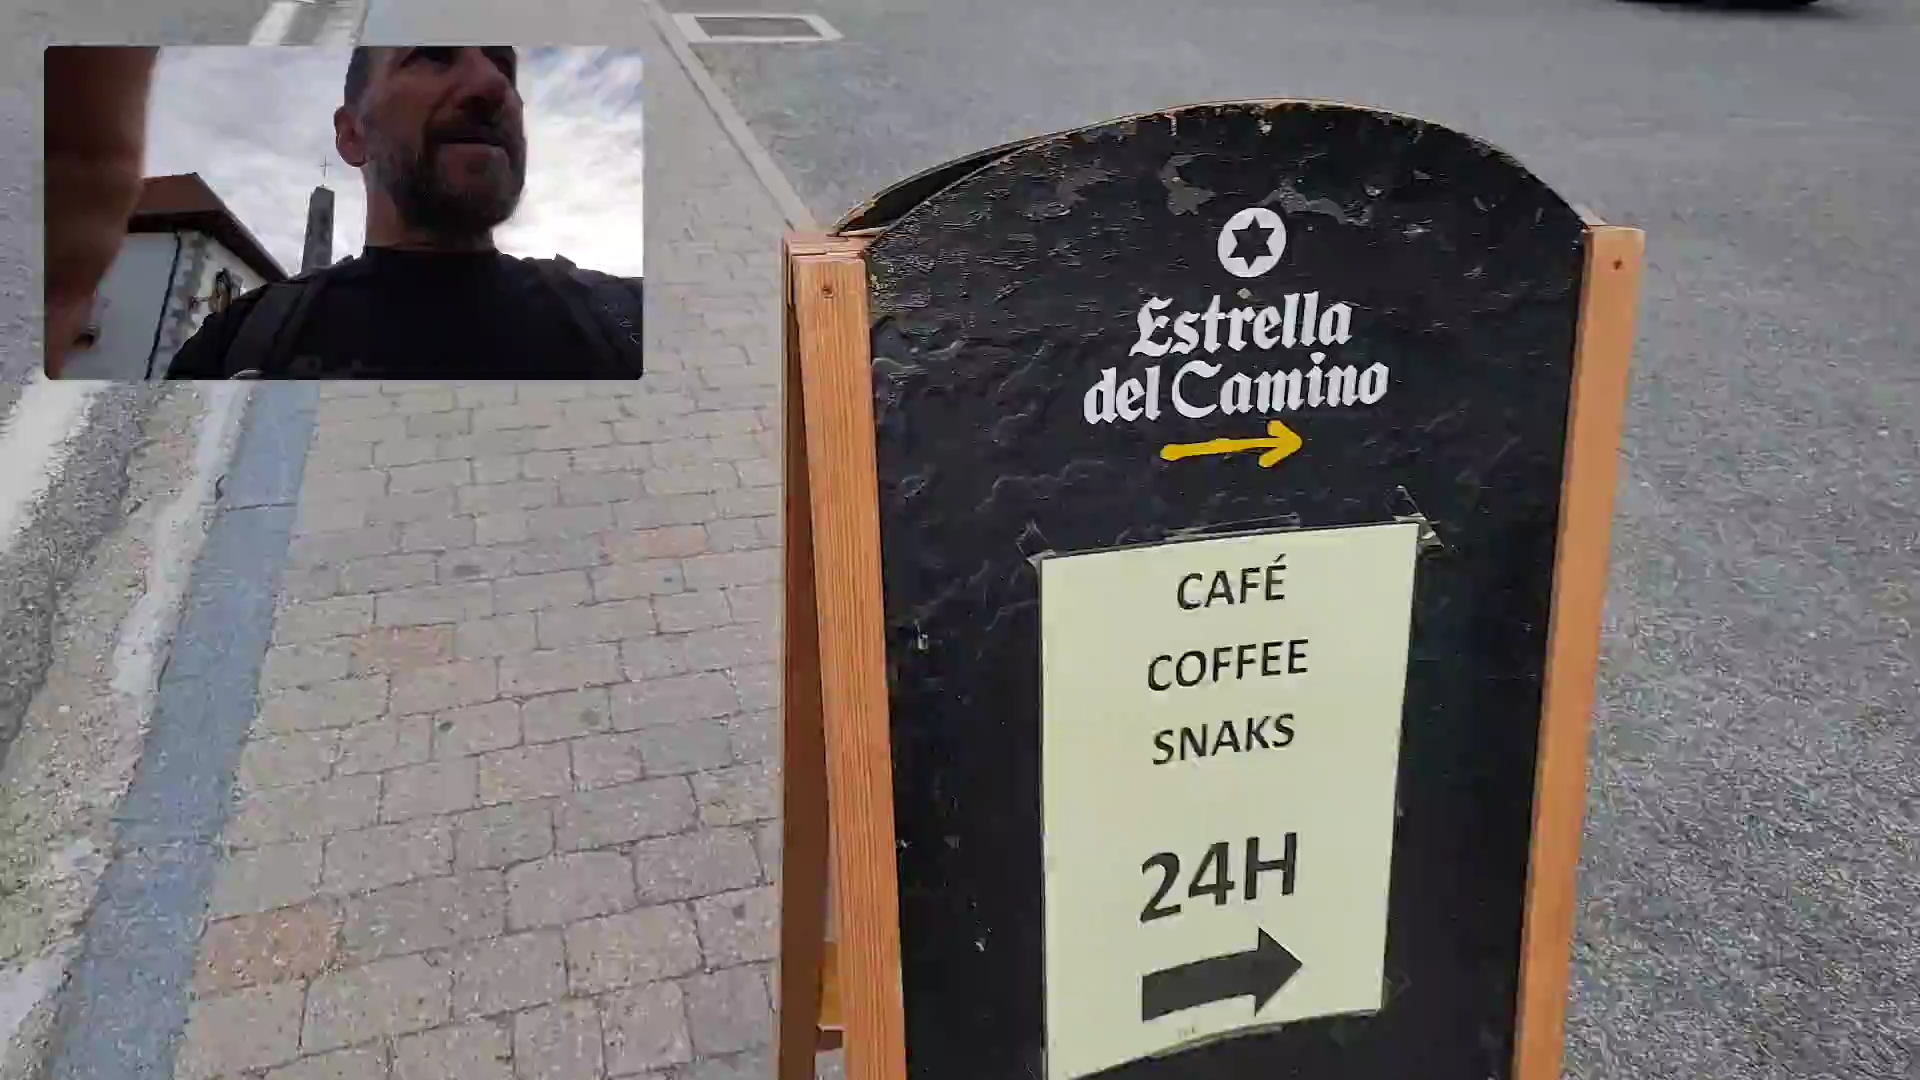 Estrella
del Camino
CAFÉ
COFFEE
SNAKS
24H